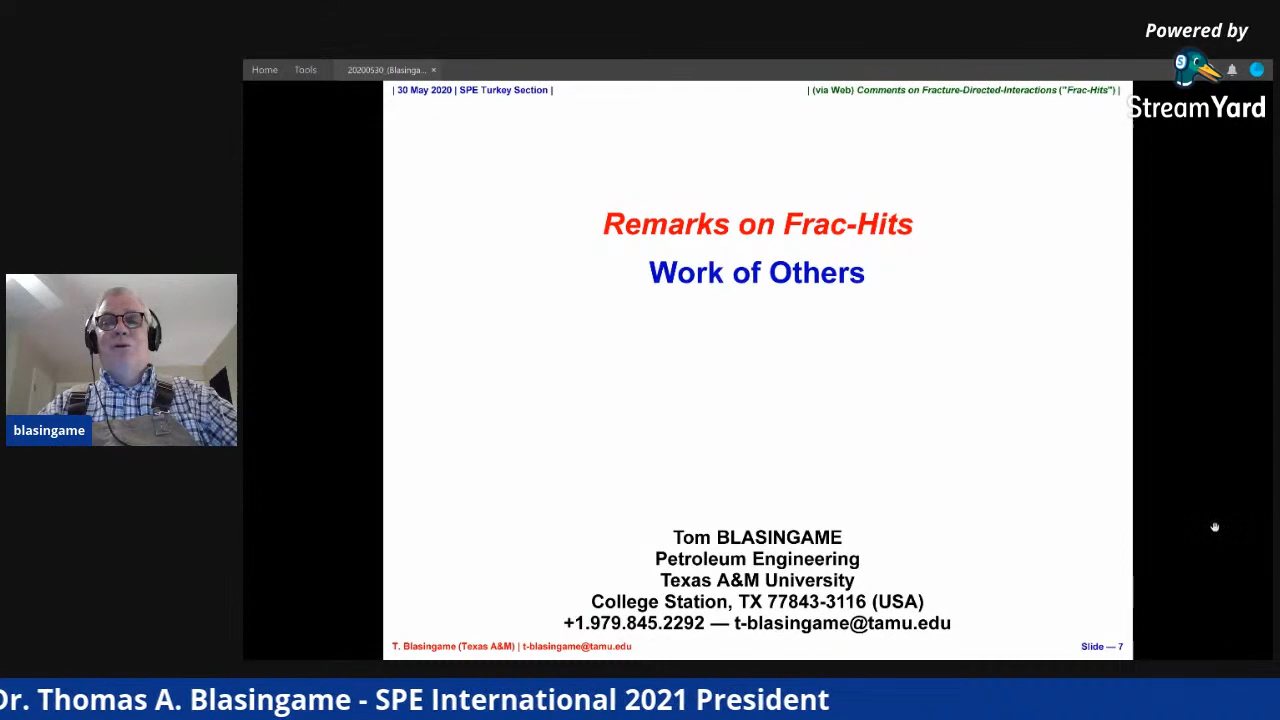 Powered by
StreamYard
Home Tools 20200530_(Blasinga... ×
| 30 May 2020 | SPE Turkey Section |
| (via Web) Comments on Fracture-Directed-Interactions ("Frac-Hits") |
Remarks on Frac-Hits
Work of Others
blasingame
Tom BLASINGAME
Petroleum Engineering
Texas A&M University
College Station, TX 77843-3116 (USA)
+1.979.845.2292 — t-blasingame@tamu.edu
T. Blasingame (Texas A&M) | t-blasingame@tamu.edu
Slide — 7
Dr. Thomas A. Blasingame - SPE International 2021 President